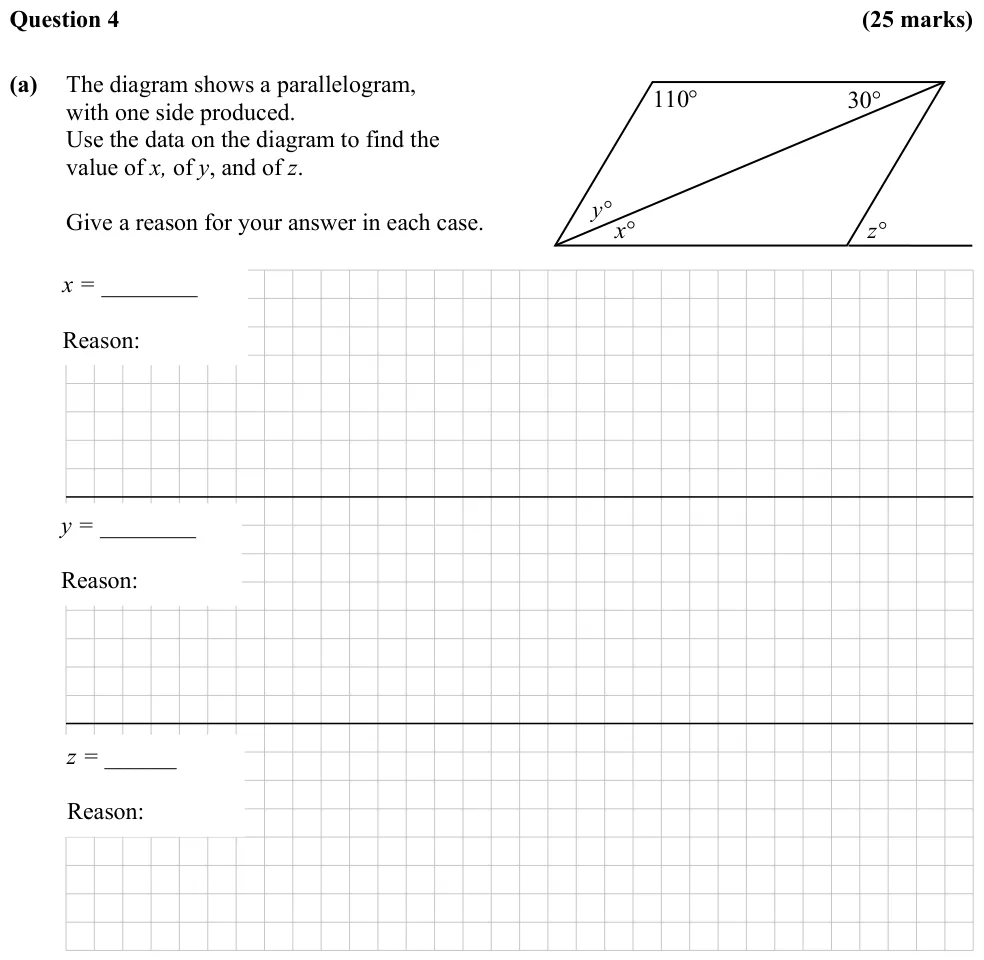 Question 4 (25 marks)
(a) The diagram shows a parallelogram,
with one side produced.
Use the data on the diagram to find the
value of x, of y, and of z.
Give a reason for your answer in each case.
110° 30°
y°
x° z°
x = ________
Reason:
y = ________
Reason:
z = ______
Reason: